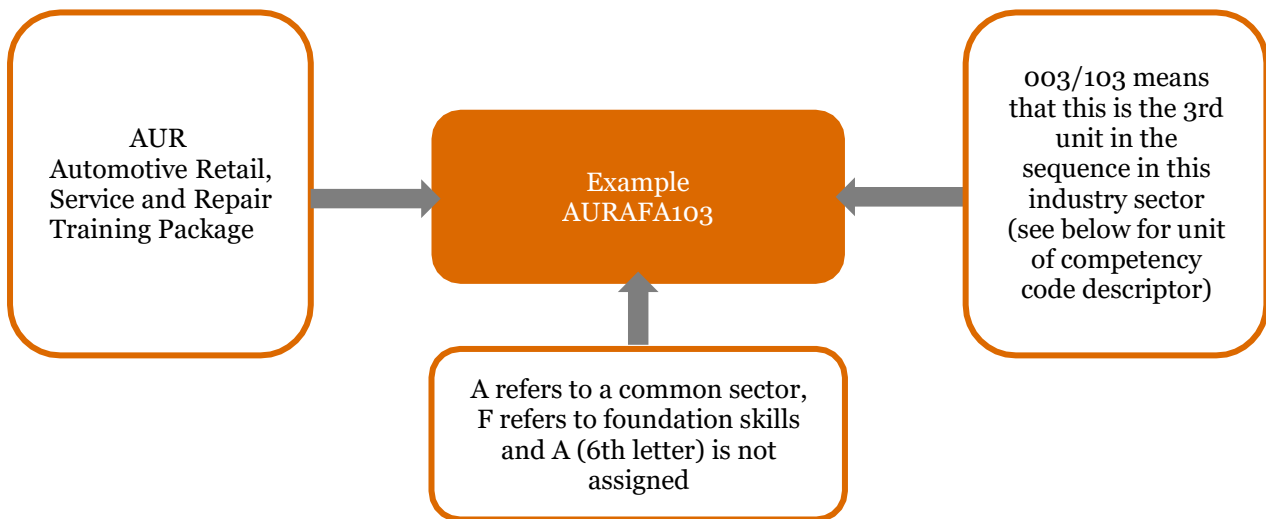 AUR
Automotive Retail,
Service and Repair
Training Package
Example
AURAFA103
003/103 means
that this is the 3rd
unit in the
sequence in this
industry sector
(see below for unit
of competency
code descriptor)
A refers to a common sector,
F refers to foundation skills
and A (6th letter) is not
assigned